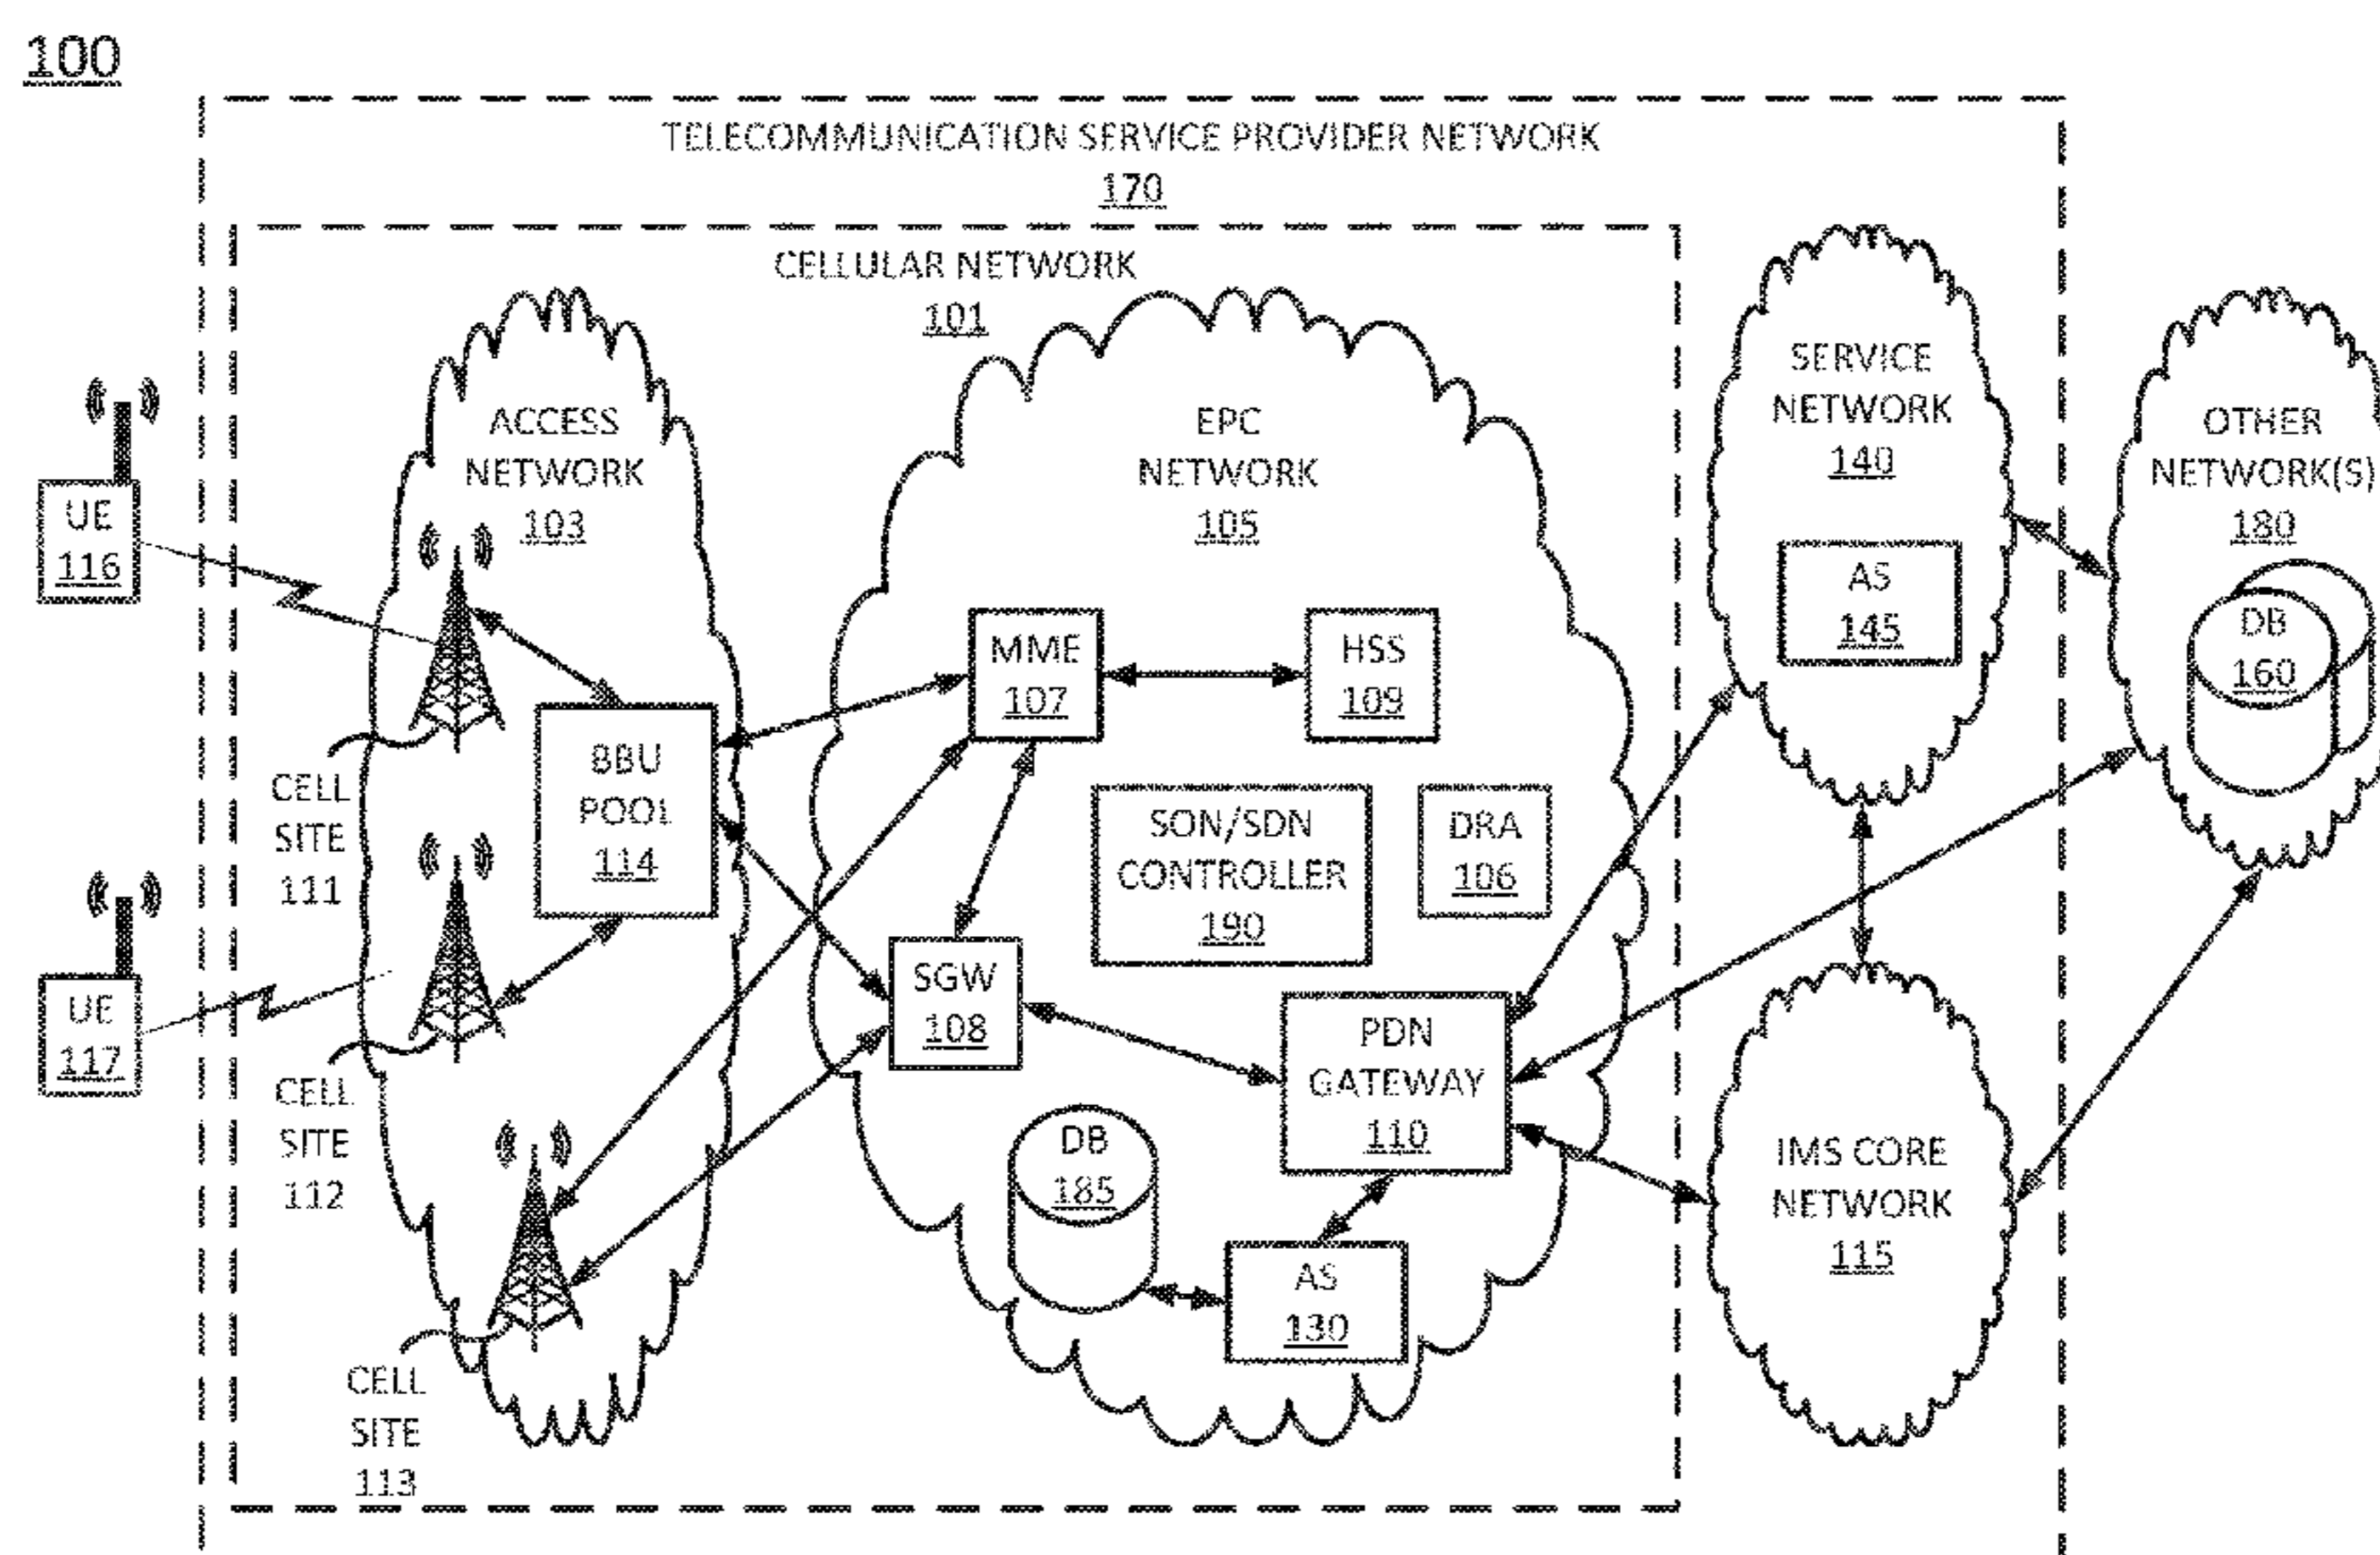 100
TELECOMMUNICATION SERVICE PROVIDER NETWORK
170
CELLULAR NETWORK
101
ACCESS
NETWORK
103
EPC
NETWORK
105
SERVICE
NETWORK
140
AS
145
OTHER
NETWORK(S)
180
DB
160
UE
116
UE
117
CELL
SITE
111
CELL
SITE
112
CELL
SITE
113
BBU
POOL
114
MME
107
HSS
109
SON/SDN
CONTROLLER
190
DRA
106
SGW
108
PDN
GATEWAY
110
DB
185
AS
130
IMS CORE
NETWORK
115